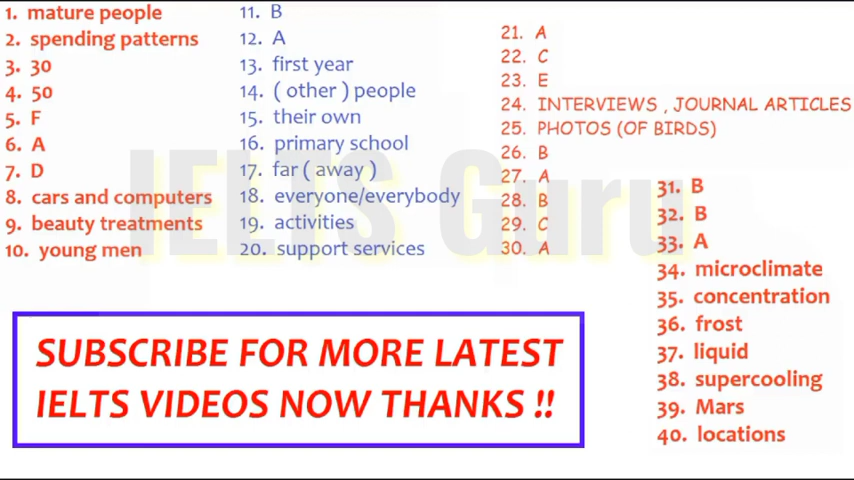 1. mature people
2. spending patterns
3. 30
4. 50
5. F
6. A
7. D
8. cars and computers
9. beauty treatments
10. young men
11. B
12. A
13. first year
14. ( other ) people
15. their own
16. primary school
17. far ( away )
18. everyone/everybody
19. activities
20. support services
21. A
22. C
23. E
24. INTERVIEWS , JOURNAL ARTICLES
25. PHOTOS (OF BIRDS)
26. B
27. A
28. B
29. C
30. A
31. B
32. B
33. A
34. microclimate
35. concentration
36. frost
37. liquid
38. supercooling
39. Mars
40. locations
IELTS Guru
SUBSCRIBE FOR MORE LATEST
IELTS VIDEOS NOW THANKS !!